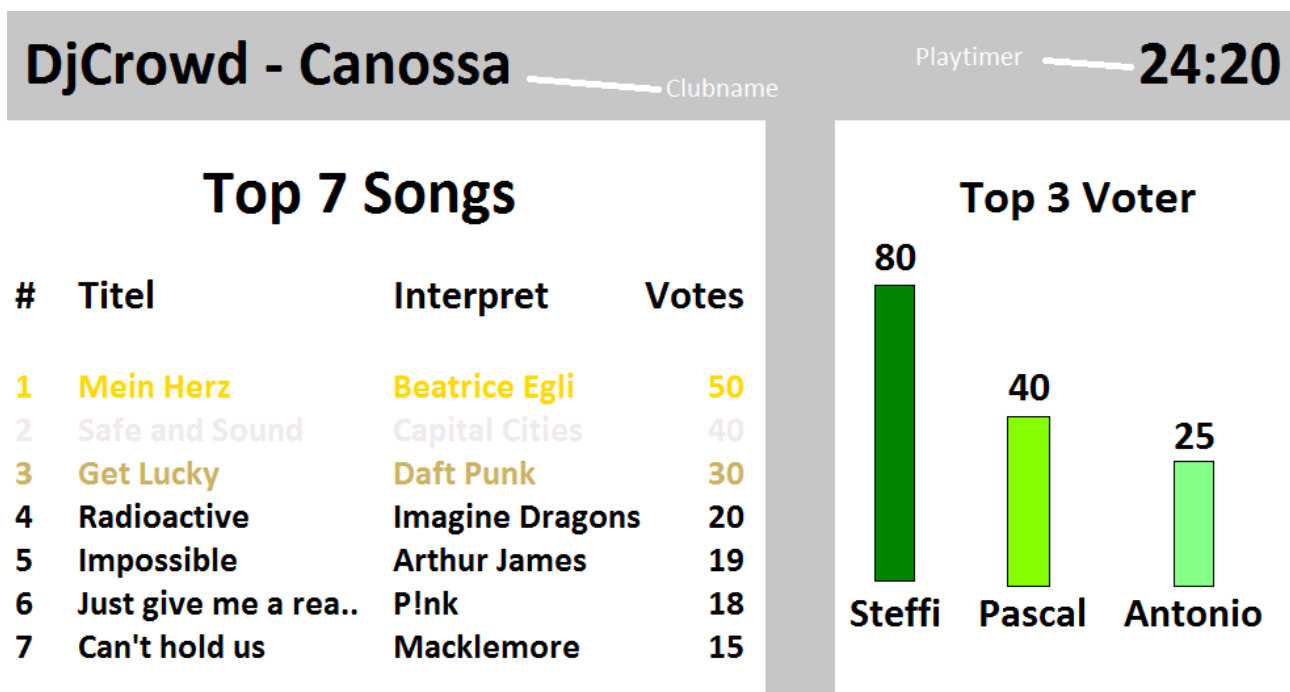 DjCrowd - Canossa
Clubname
Playtimer
24:20
Top 7 Songs
# Titel Interpret Votes
1 Mein Herz Beatrice Egli 50
2 Safe and Sound Capital Cities 40
3 Get Lucky Daft Punk 30
4 Radioactive Imagine Dragons 20
5 Impossible Arthur James 19
6 Just give me a rea.. P!nk 18
7 Can't hold us Macklemore 15
Top 3 Voter
80
40
25
Steffi Pascal Antonio